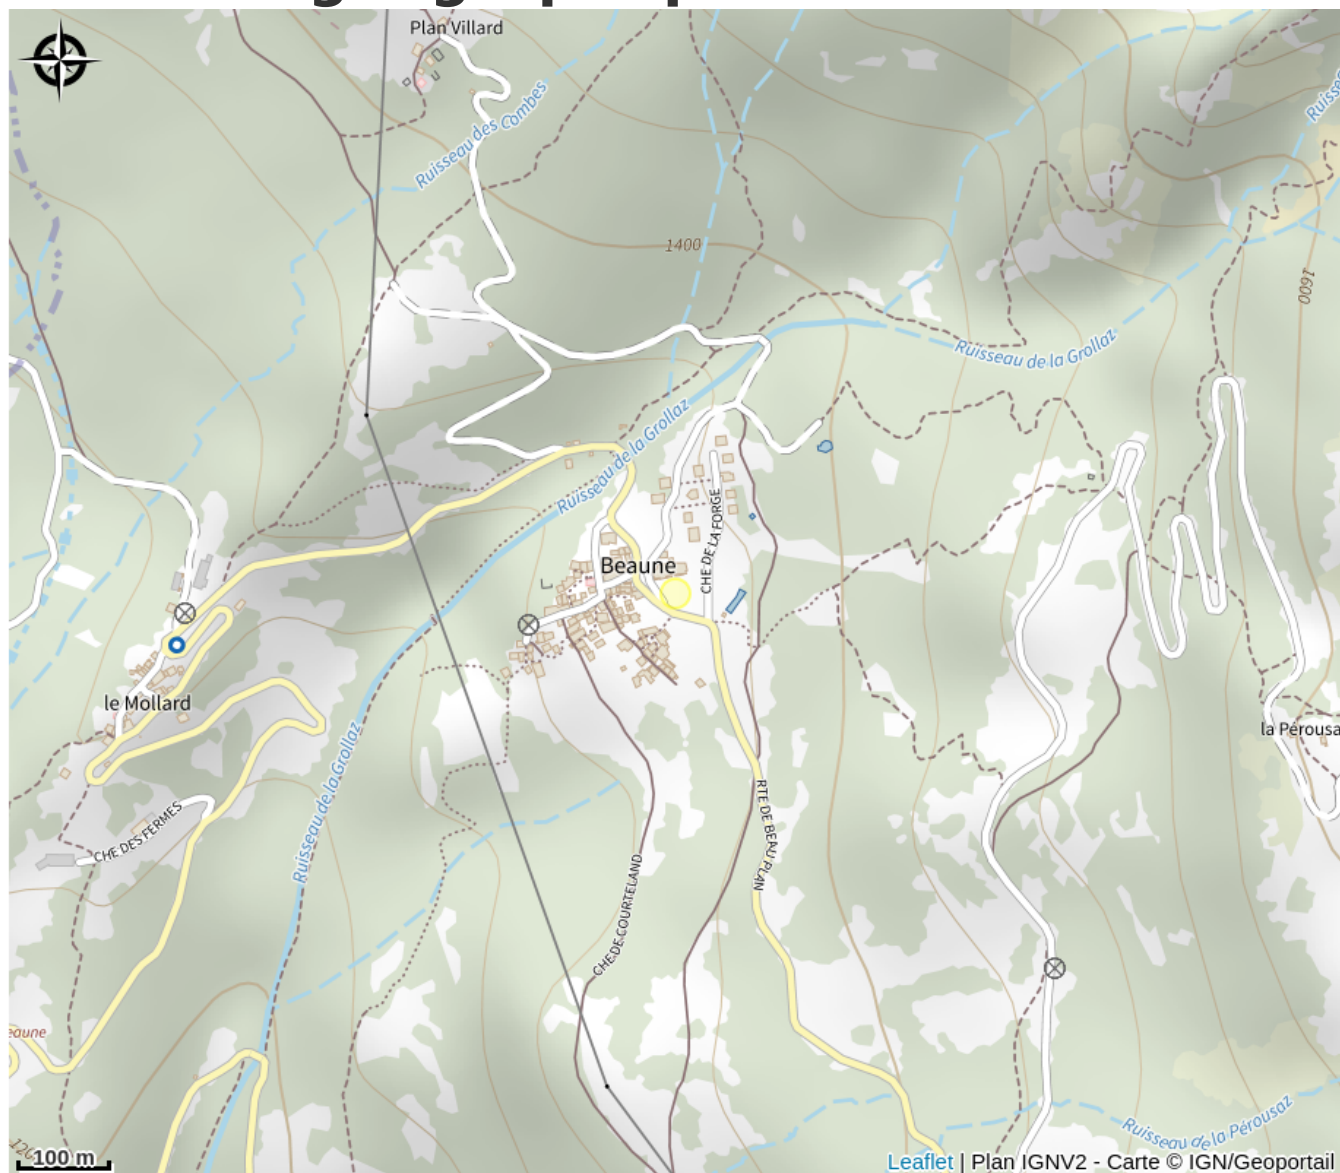 Plan Villard
Ruisseau des Combes
1400
1600
Ruisseau de la Grollaz
Ruisseau de la Grollaz
CHE DE LA FORGE
Beaune
le Mollard
la Pérousa
Ruisseau de la Grollaz
RTE DE BEAU PLAN
CHE DES FERMES
CHE DE COURTELAND
eaune
Ruisseau de la Pérousaz
100 m
Leaflet | Plan IGNV2 - Carte © IGN/Geoportail